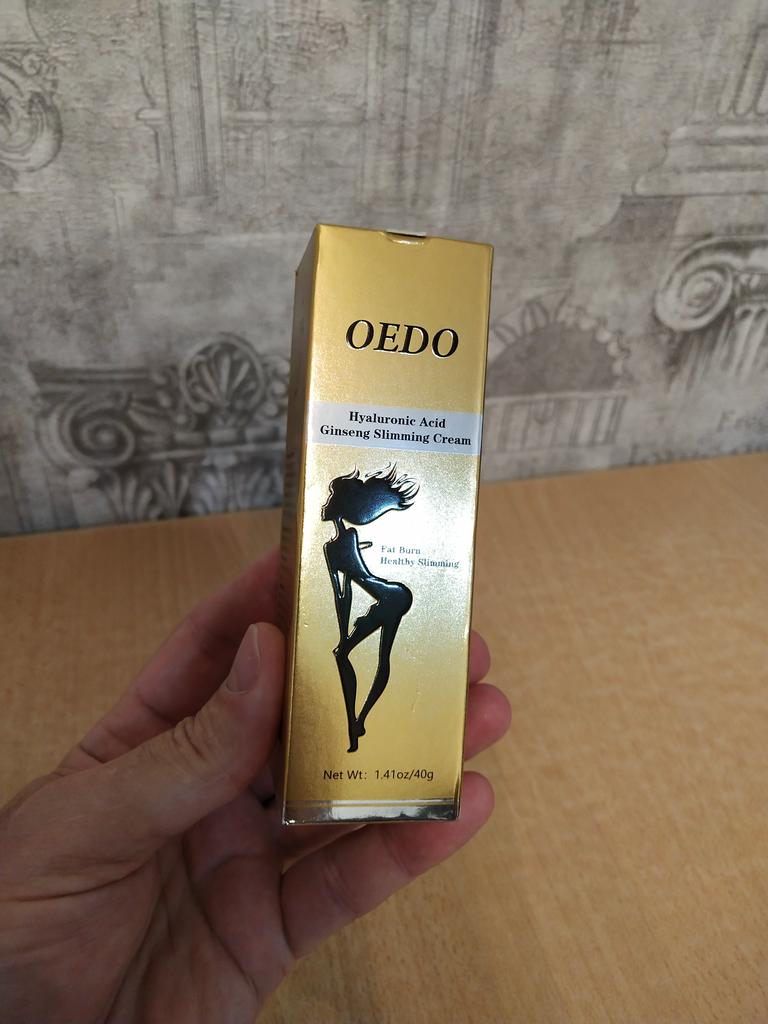 OEDO
Hyaluronic Acid
Ginseng Slimming Cream
Fat Burn
Healthy Slimming
Net Wt: 1.41oz/40g